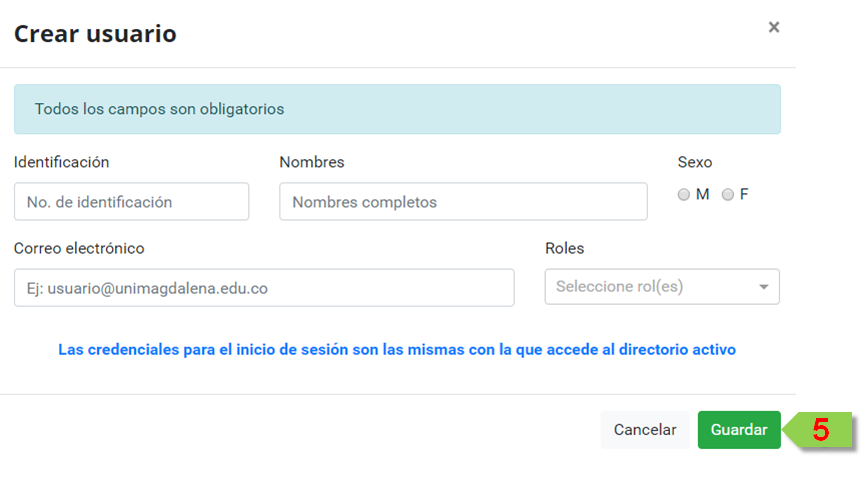 Crear usuario ×
Todos los campos son obligatorios
Identificación Nombres Sexo
No. de identificación Nombres completos M F
Correo electrónico Roles
Ej: usuario@unimagdalena.edu.co Seleccione rol(es)
Las credenciales para el inicio de sesión son las mismas con la que accede al directorio activo
Cancelar Guardar 5